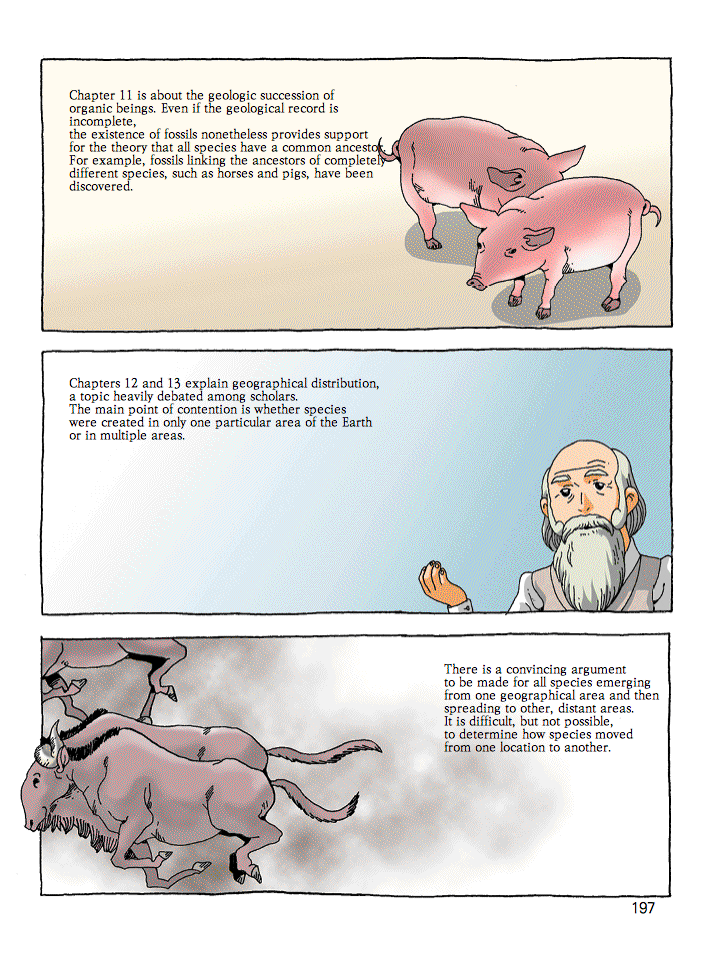 Chapter 11 is about the geologic succession of
organic beings. Even if the geological record is
incomplete,
the existence of fossils nonetheless provides support
for the theory that all species have a common ancestor.
For example, fossils linking the ancestors of completely
different species, such as horses and pigs, have been
discovered.
Chapters 12 and 13 explain geographical distribution,
a topic heavily debated among scholars.
The main point of contention is whether species
were created in only one particular area of the Earth
or in multiple areas.
There is a convincing argument
to be made for all species emerging
from one geographical area and then
spreading to other, distant areas.
It is difficult, but not possible,
to determine how species moved
from one location to another.
197